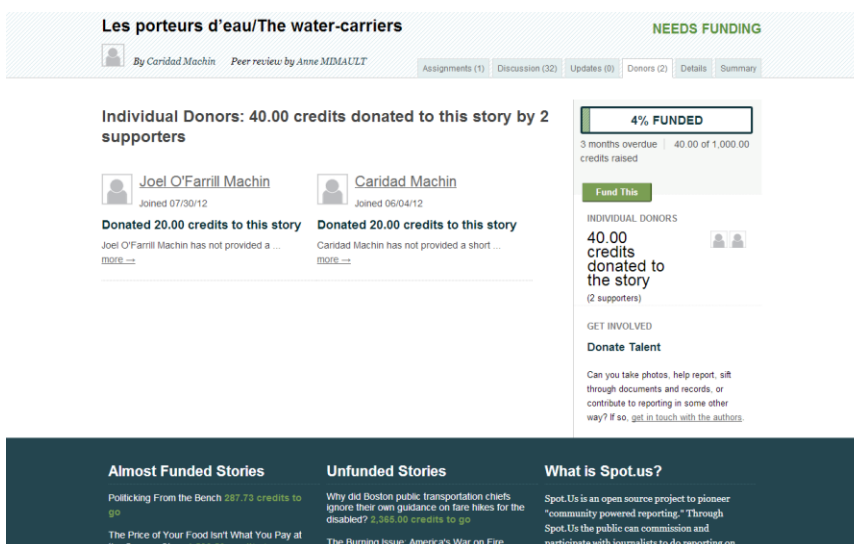 Les porteurs d'eau/The water-carriers
NEEDS FUNDING
By Caridad Machin Peer review by Anne MIMAULT
Assignments (1) Discussion (32) Updates (0) Donors (2) Details Summary
Individual Donors: 40.00 credits donated to this story by 2
supporters
Joel O'Farrill Machin
Joined 07/30/12
Donated 20.00 credits to this story
Joel O'Farrill Machin has not provided a ...
more →
Caridad Machin
Joined 06/04/12
Donated 20.00 credits to this story
Caridad Machin has not provided a short ...
more →
4% FUNDED
3 months overdue 40.00 of 1,000.00
credits raised
Fund This
INDIVIDUAL DONORS
40.00
credits
donated to
the story
(2 supporters)
GET INVOLVED
Donate Talent
Can you take photos, help report, sift
through documents and records, or
contribute to reporting in some other
way? If so, get in touch with the authors.
Almost Funded Stories
Politicking From the Bench 287.73 credits to
go
The Price of Your Food Isn't What You Pay at
Unfunded Stories
Why did Boston public transportation chiefs
ignore their own guidance on fare hikes for the
disabled? 2,365.00 credits to go
The Burning Issue: America's War on Fire
What is Spot.us?
Spot.Us is an open source project to pioneer
"community powered reporting." Through
Spot.Us the public can commission and
participate with journalists to do reporting on